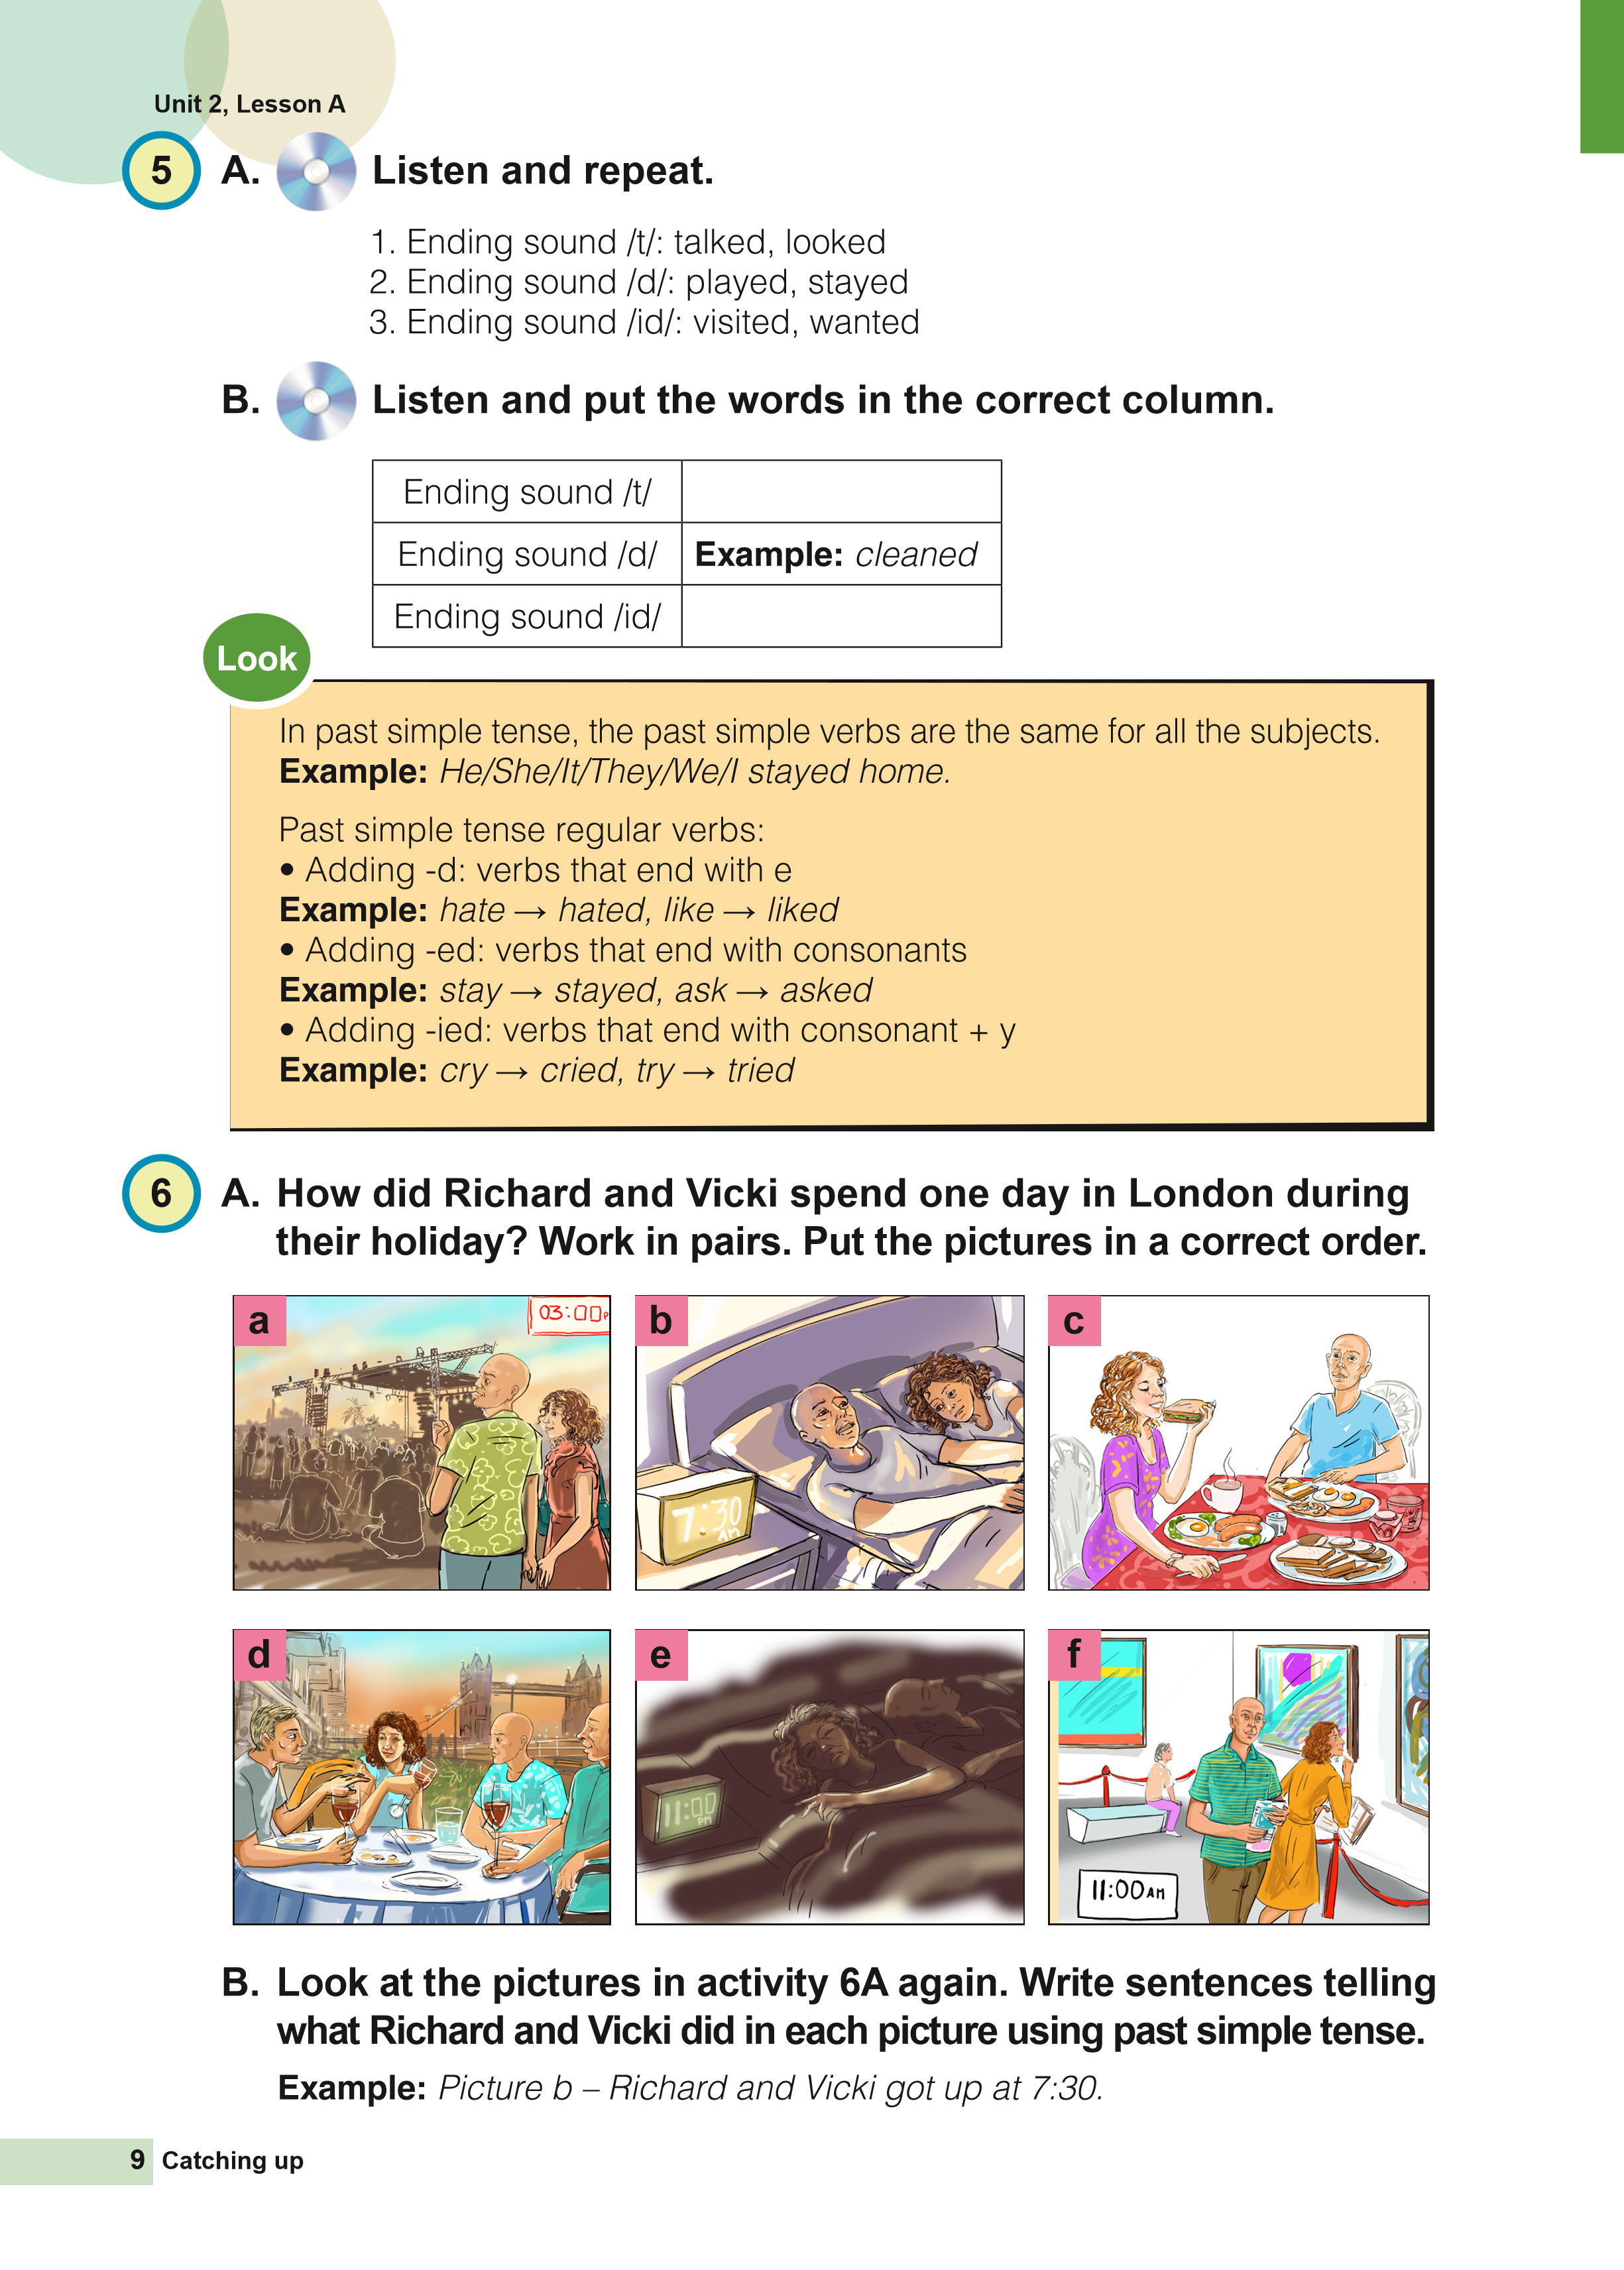 Unit 2, Lesson A
5 A. Listen and repeat.
1. Ending sound /t/: talked, looked
2. Ending sound /d/: played, stayed
3. Ending sound /id/: visited, wanted
B. Listen and put the words in the correct column.
Ending sound /t/
Ending sound /d/ Example: cleaned
Ending sound /id/
Look
In past simple tense, the past simple verbs are the same for all the subjects.
Example: He/She/It/They/We/I stayed home.
Past simple tense regular verbs:
• Adding -d: verbs that end with e
Example: hate → hated, like → liked
• Adding -ed: verbs that end with consonants
Example: stay → stayed, ask → asked
• Adding -ied: verbs that end with consonant + y
Example: cry → cried, try → tried
6 A. How did Richard and Vicki spend one day in London during
their holiday? Work in pairs. Put the pictures in a correct order.
a 03:00P
b 7:30 AM
c
d
e 11:00 PM
f 11:00AM
B. Look at the pictures in activity 6A again. Write sentences telling
what Richard and Vicki did in each picture using past simple tense.
Example: Picture b – Richard and Vicki got up at 7:30.
9 Catching up